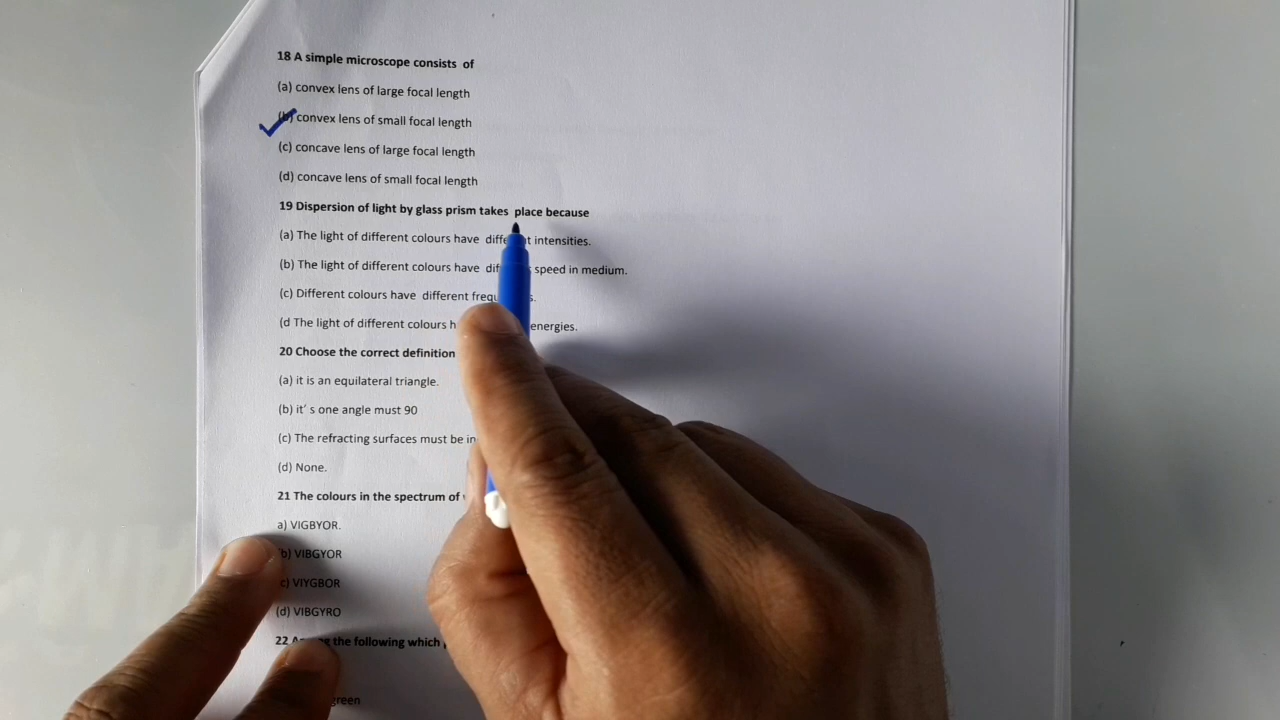 18 A simple microscope consists of
(a) convex lens of large focal length
(b) convex lens of small focal length
(c) concave lens of large focal length
(d) concave lens of small focal length
19 Dispersion of light by glass prism takes place because
(a) The light of different colours have intensities.
(b) The light of different colours have speed in medium.
(c) Different colours have different
(d The light of different colours energies.
20 Choose the correct definition
(a) it is an equilateral triangle.
(b) it' s one angle must 90
(c) The refracting surfaces must be
(d) None.
21 The colours in the spectrum of
a) VIGBYOR.
b) VIBGYOR
c) VIYGBOR
(d) VIBGYRO
22 the following which
green